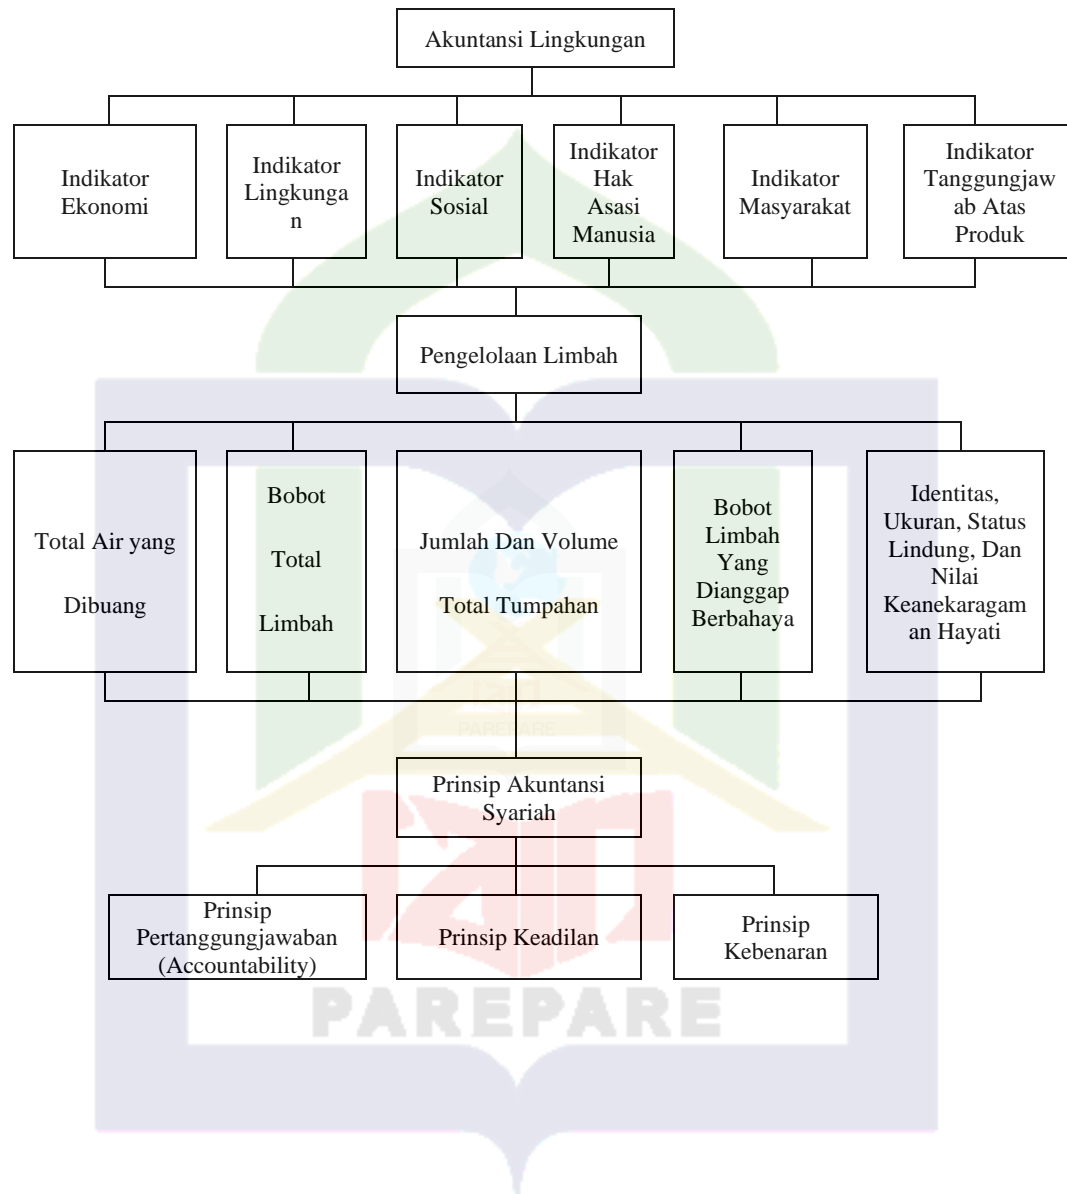 Akuntansi Lingkungan
Indikator
Ekonomi
Indikator
Lingkunga
n
Indikator
Sosial
Indikator
Hak
Asasi
Manusia
Indikator
Masyarakat
Indikator
Tanggungjaw
ab Atas
Produk
Pengelolaan Limbah
Total Air yang
Dibuang
Bobot
Total
Limbah
Jumlah Dan Volume
Total Tumpahan
Bobot
Limbah
Yang
Dianggap
Berbahaya
Identitas,
Ukuran, Status
Lindung, Dan
Nilai
Keanekaragam
an Hayati
PAREPARE
Prinsip Akuntansi
Syariah
Prinsip
Pertanggungjawaban
(Accountability)
Prinsip Keadilan
Prinsip
Kebenaran
PAREPARE